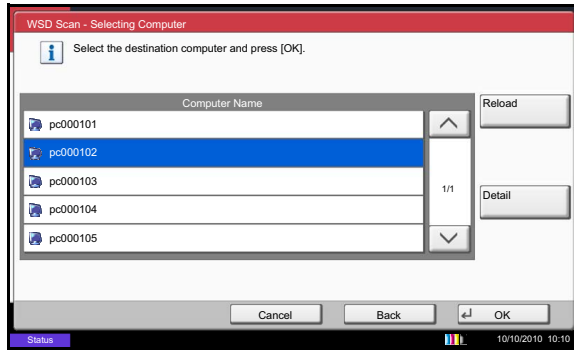 WSD Scan - Selecting Computer
Select the destination computer and press [OK].
Computer Name
Reload
pc000101
pc000102
pc000103
1/1
Detail
pc000104
pc000105
Cancel
Back
OK
Status
10/10/2010 10:10